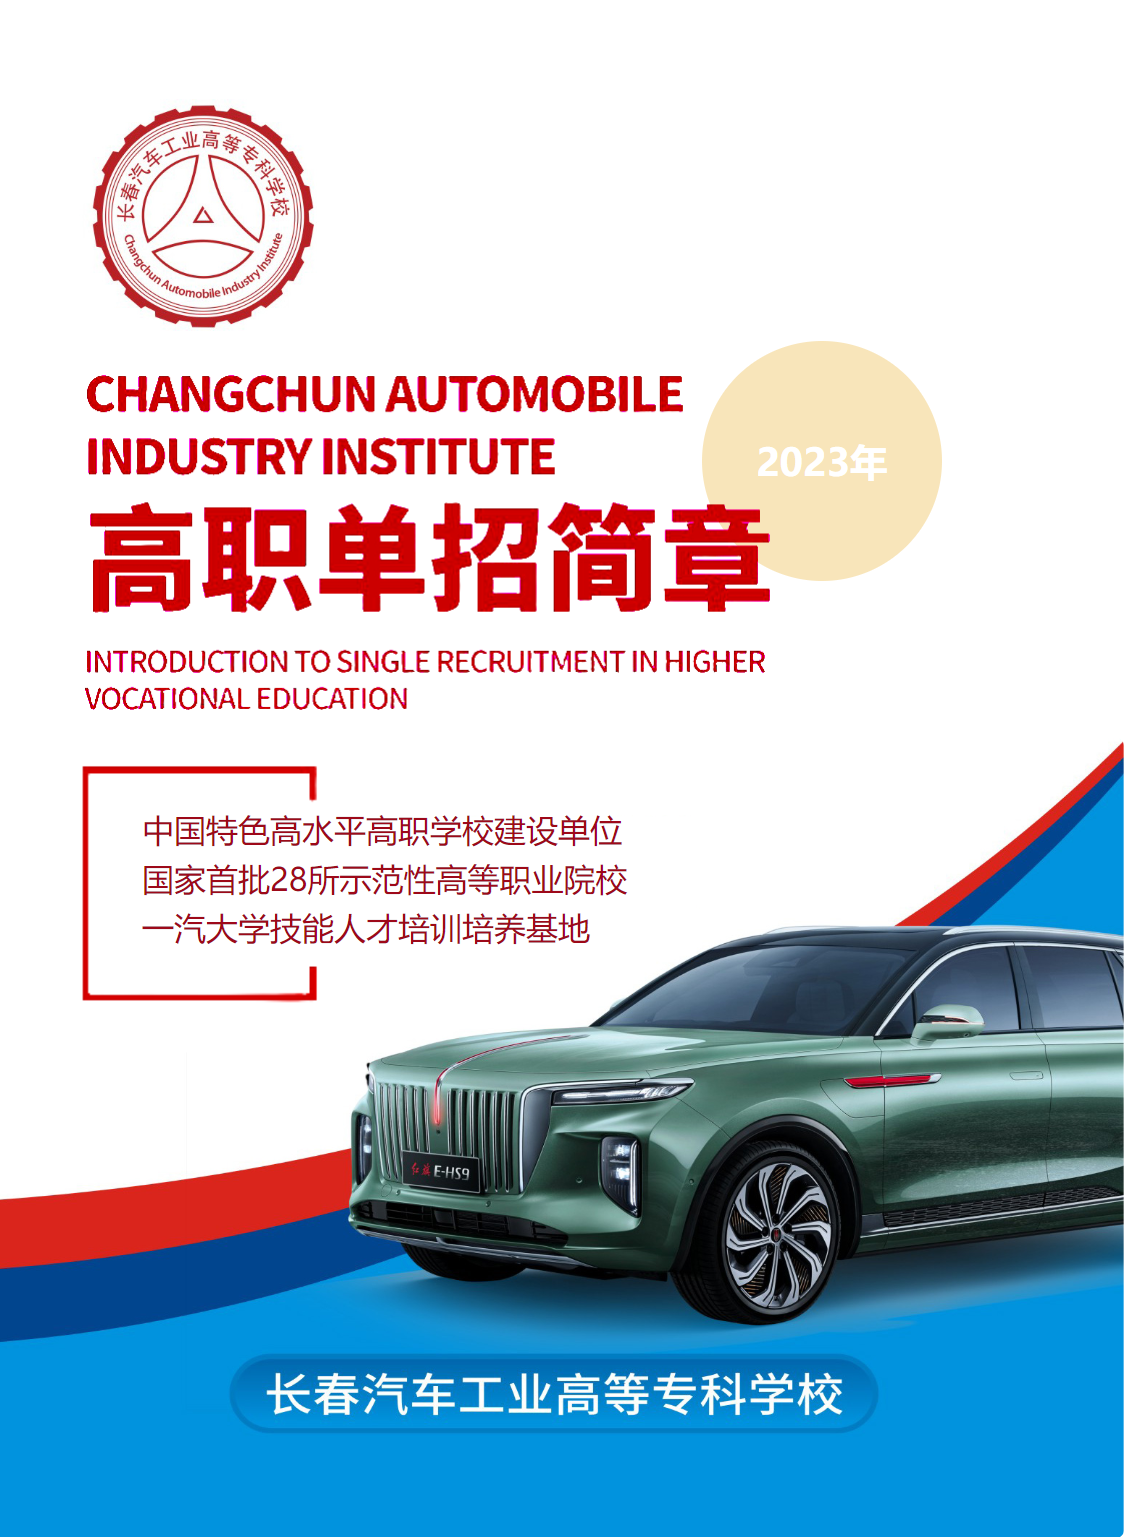 长春汽车工业高等专科学校
Changchun Automobile Industry Institute
CHANGCHUN AUTOMOBILE
INDUSTRY INSTITUTE
2023年
高职单招简章
INTRODUCTION TO SINGLE RECRUITMENT IN HIGHER
VOCATIONAL EDUCATION
中国特色高水平高职学校建设单位
国家首批28所示范性高等职业院校
一汽大学技能人才培训培养基地
红旗 E-HS9
长春汽车工业高等专科学校